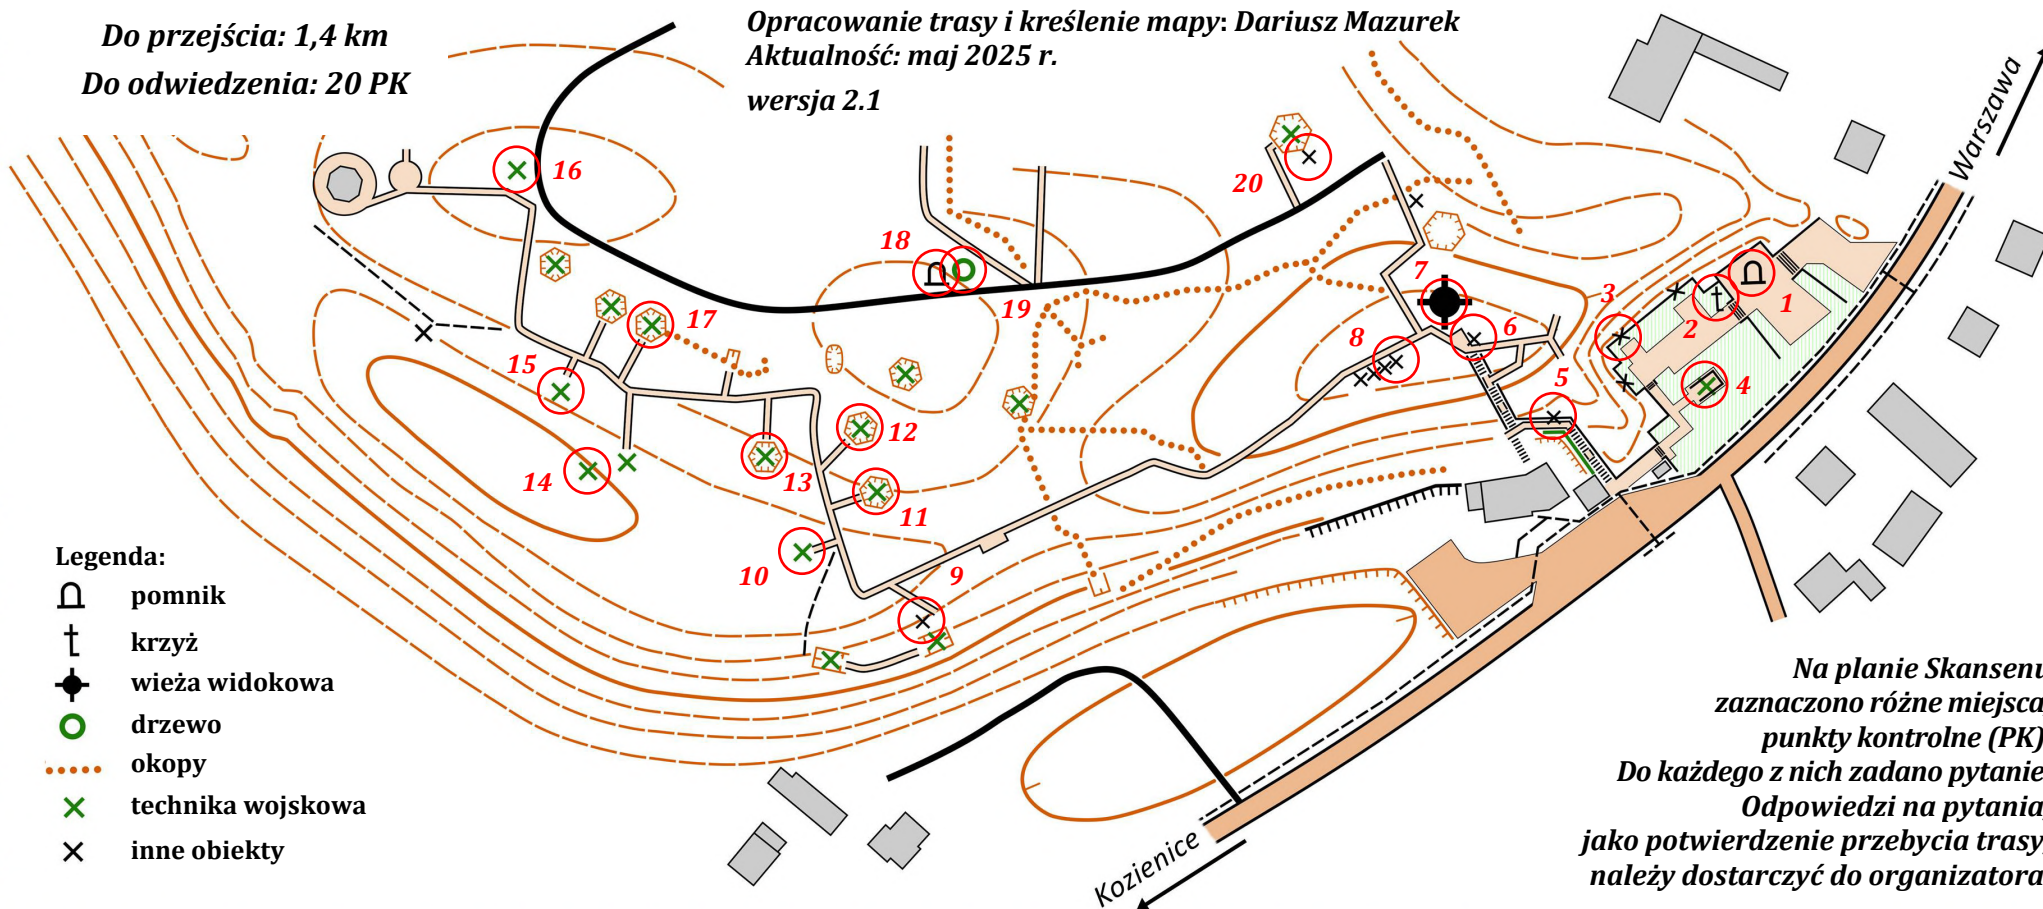 Do przejścia: 1,4 km
Do odwiedzenia: 20 PK
Opracowanie trasy i kreślenie mapy: Dariusz Mazurek
Aktualność: maj 2025 r.
wersja 2.1
Warszawa
16
20
18
19
17
15
7
3
1
2
6
8
5
4
12
13
14
11
10
9
Legenda:
pomnik
krzyż
wieża widokowa
drzewo
okopy
technika wojskowa
inne obiekty
Kozienice
Na planie Skansenu
zaznaczono różne miejsca,
punkty kontrolne (PK)
Do każdego z nich zadano pytanie
Odpowiedzi na pytania,
jako potwierdzenie przebycia trasy,
należy dostarczyć do organizatora